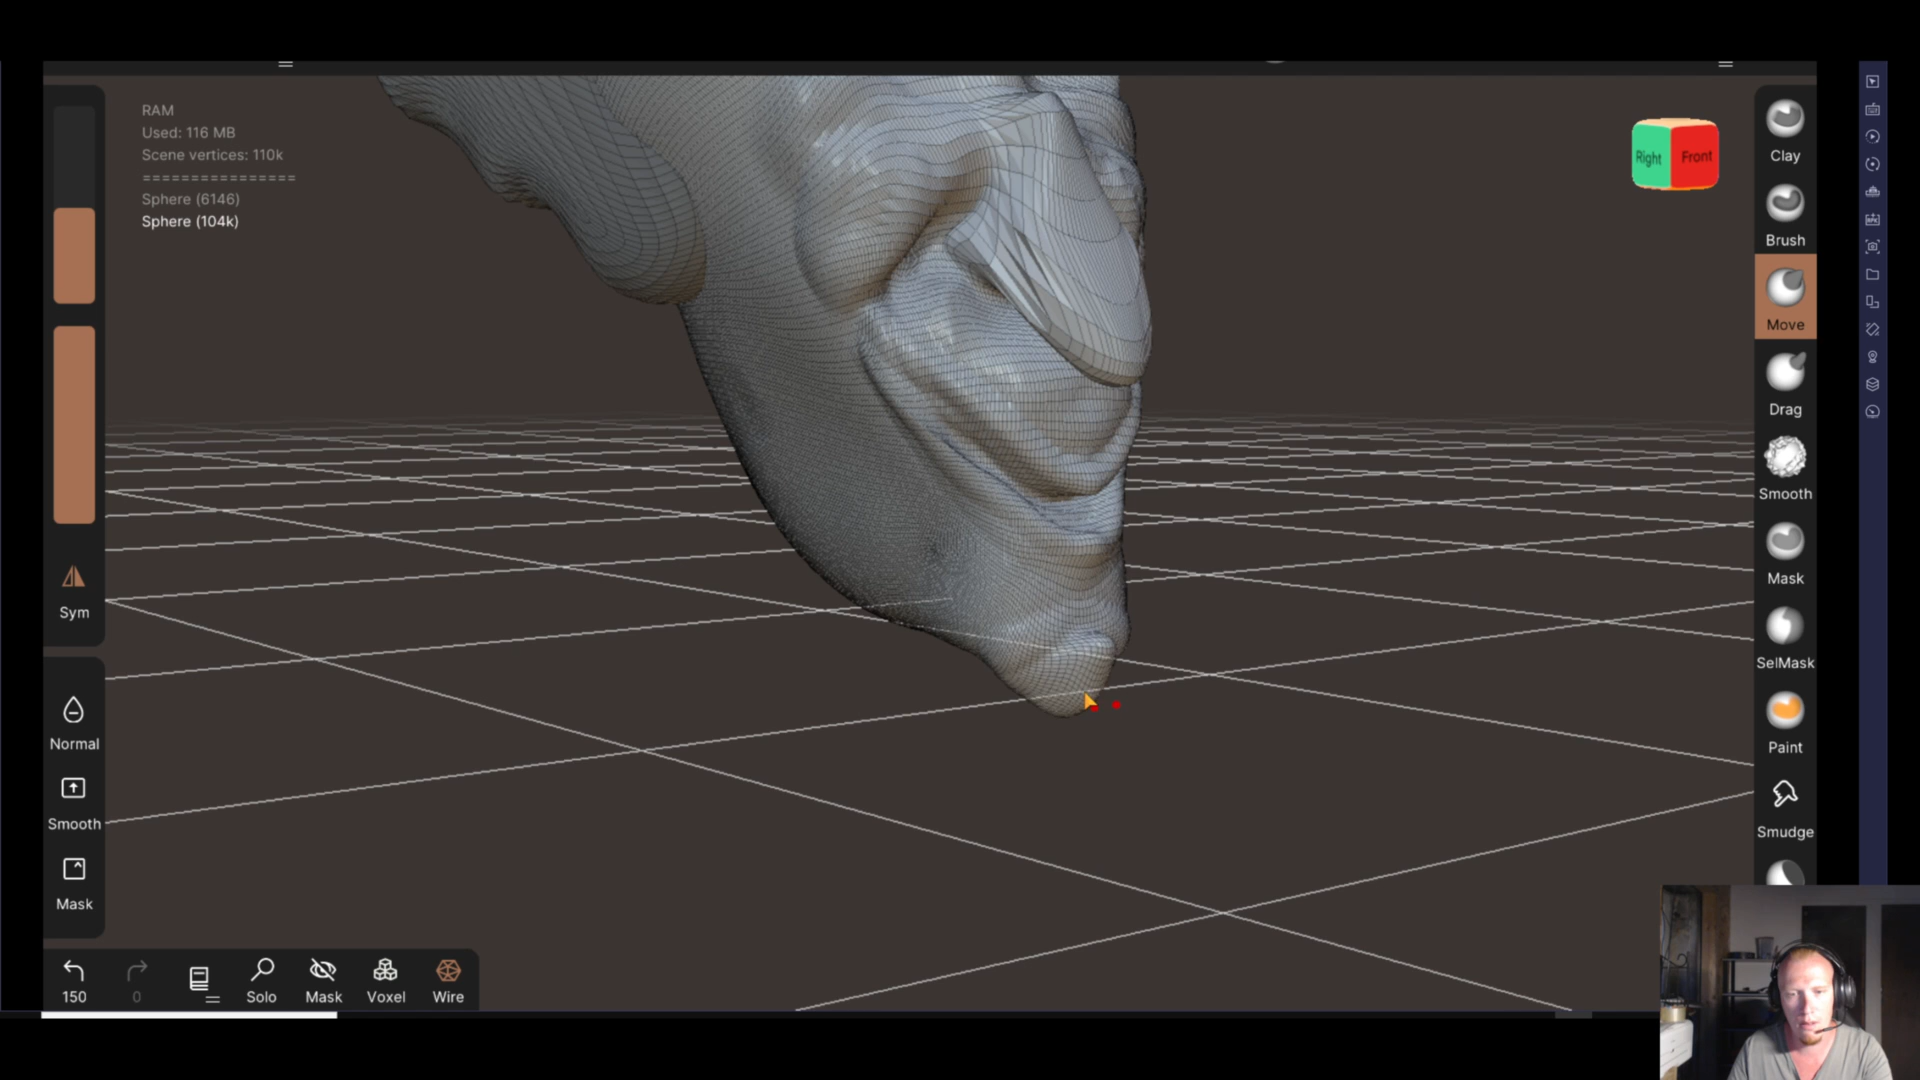 RAM
Used: 116 MB
Scene vertices: 110k
================
Sphere (6146)
Sphere (104k)
Right
Front
Clay
Brush
Move
Drag
Smooth
Mask
SelMask
Paint
Smudge
Sym
Normal
Smooth
Mask
150
0
Solo
Mask
Voxel
Wire